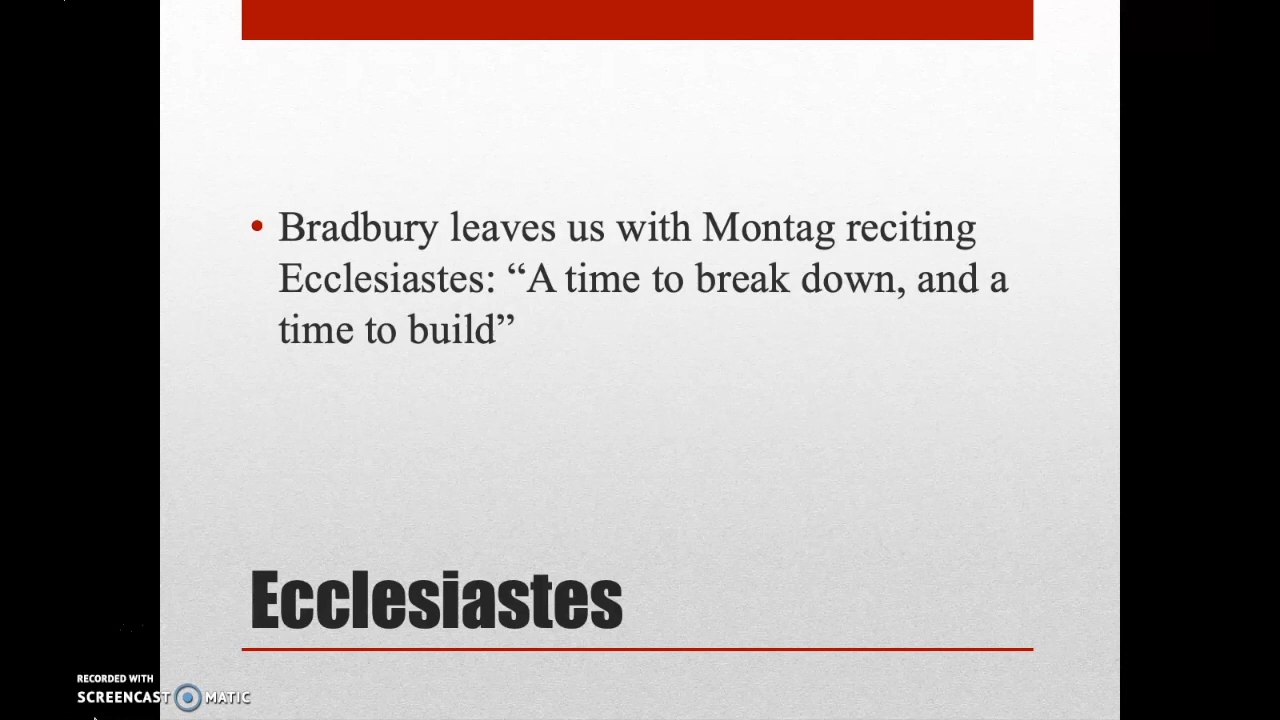 • Bradbury leaves us with Montag reciting
Ecclesiastes: “A time to break down, and a
time to build”
Ecclesiastes
RECORDED WITH
SCREENCAST MATIC